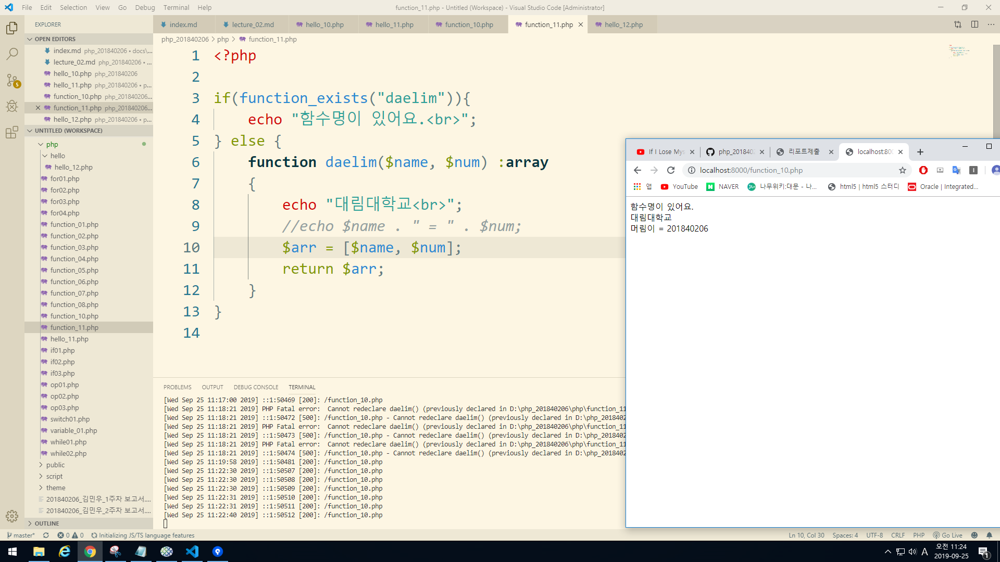 File Edit Selection View Go Debug Terminal Help
function_11.php - Untitled (Workspace) - Visual Studio Code [Administrator]
EXPLORER
OPEN EDITORS
index.md php_201840206 • docs\...
lecture_02.md php_201840206 • ...
hello_10.php php_201840206
hello_11.php php_201840206 • p...
function_10.php php_201840206...
function_11.php php_201840206...
hello_12.php php_201840206 • p...
UNTITLED (WORKSPACE)
php
hello
hello_12.php
for01.php
for02.php
for03.php
for04.php
function_01.php
function_02.php
function_03.php
function_04.php
function_05.php
function_06.php
function_07.php
function_08.php
function_10.php
function_11.php
hello_11.php
if01.php
if02.php
if03.php
op01.php
op02.php
op03.php
switch01.php
variable_01.php
while01.php
while02.php
public
script
theme
201840206_김민우_1주차 보고서....
201840206_김민우_2주차 보고서....
OUTLINE
5
index.md lecture_02.md hello_10.php hello_11.php function_10.php function_11.php hello_12.php
php_201840206 > php > function_11.php
1 <?php
2
3 if(function_exists("daelim")){
4 echo "함수명이 있어요.<br>";
5 } else {
6 function daelim($name, $num) :array
7 {
8 echo "대림대학교<br>";
9 //echo $name . " = " . $num;
10 $arr = [$name, $num];
11 return $arr;
12 }
13 }
14
PROBLEMS OUTPUT DEBUG CONSOLE TERMINAL
[Wed Sep 25 11:17:00 2019] ::1:50469 [200]: /function_10.php
[Wed Sep 25 11:18:21 2019] PHP Fatal error:  Cannot redeclare daelim() (previously declared in D:\php_201840206\php\function_11
[Wed Sep 25 11:18:21 2019] ::1:50472 [500]: /function_10.php - Cannot redeclare daelim() (previously declared in D:\php_2018402
[Wed Sep 25 11:18:21 2019] PHP Fatal error:  Cannot redeclare daelim() (previously declared in D:\php_201840206\php\function_11
[Wed Sep 25 11:18:21 2019] ::1:50473 [500]: /function_10.php - Cannot redeclare daelim() (previously declared in D:\php_2018402
[Wed Sep 25 11:18:21 2019] PHP Fatal error:  Cannot redeclare daelim() (previously declared in D:\php_201840206\php\function_11
[Wed Sep 25 11:18:21 2019] ::1:50474 [500]: /function_10.php - Cannot redeclare daelim() (previously declared in D:\php_2018402
[Wed Sep 25 11:19:58 2019] ::1:50481 [200]: /function_10.php
[Wed Sep 25 11:22:30 2019] ::1:50507 [200]: /function_10.php
[Wed Sep 25 11:22:30 2019] ::1:50508 [200]: /function_10.php
[Wed Sep 25 11:22:30 2019] ::1:50509 [200]: /function_10.php
[Wed Sep 25 11:22:31 2019] ::1:50510 [200]: /function_10.php
[Wed Sep 25 11:22:31 2019] ::1:50511 [200]: /function_10.php
[Wed Sep 25 11:22:40 2019] ::1:50512 [200]: /function_10.php
If I Lose Mys php_201840 리포트제출 localhost:800
localhost:8000/function_10.php
앱 YouTube NAVER 나무위키:대문 - 나... html5 | html5 스터디 Oracle | Integrated...
함수명이 있어요.
대림대학교
머림이 = 201840206
master* 0 0 Initializing JS/TS language features
Ln 10, Col 30 Spaces: 4 UTF-8 CRLF PHP Go Live
A 오전 11:24
2019-09-25
1